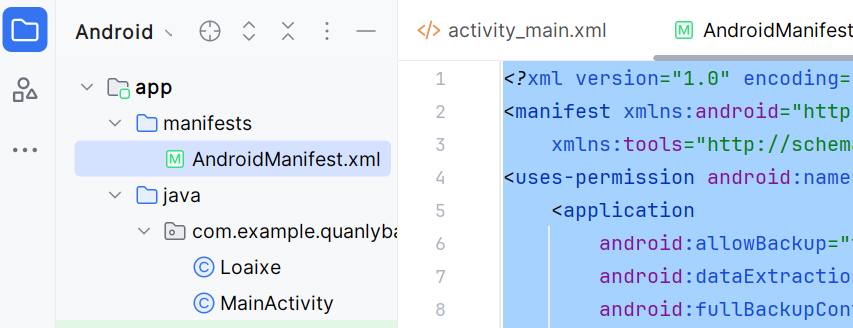 Android
app
manifests
AndroidManifest.xml
java
com.example.quanlyba
Loaixe
MainActivity
activity_main.xml
AndroidManifest
1 <?xml version="1.0" encoding=
2 <manifest xmlns:android="http
3 xmlns:tools="http://schema
4 <uses-permission android:name=
5 <application
6 android:allowBackup="
7 android:dataExtraction
8 android:fullBackupCon